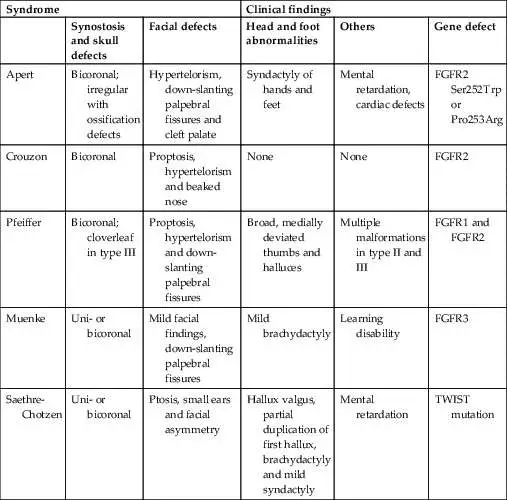 Syndrome
Clinical findings
Synostosis
and skull
defects
Facial defects
Head and foot
abnormalities
Others
Gene defect
Apert
Bicoronal;
irregular
with
ossification
defects
Hypertelorism,
down-slanting
palpebral
fissures and
cleft palate
Syndactyly of
hands and
feet
Mental
retardation,
cardiac defects
FGFR2
Ser252Trp
or
Pro253Arg
Crouzon
Bicoronal
Proptosis,
hypertelorism
and beaked
nose
None
None
FGFR2
Pfeiffer
Bicoronal;
cloverleaf
in type III
Proptosis,
hypertelorism
and down-
slanting
palpebral
fissures
Broad, medially
deviated
thumbs and
halluces
Multiple
malformations
in type II and
III
FGFR1 and
FGFR2
Muenke
Uni- or
bicoronal
Mild facial
findings,
down-slanting
palpebral
fissures
Mild
brachydactyly
Learning
disability
FGFR3
Saethre-
Chotzen
Uni- or
bicoronal
Ptosis, small ears
and facial
asymmetry
Hallux valgus,
partial
duplication of
first hallux,
brachydactyly
and mild
syndactyly
Mental
retardation
TWIST
mutation